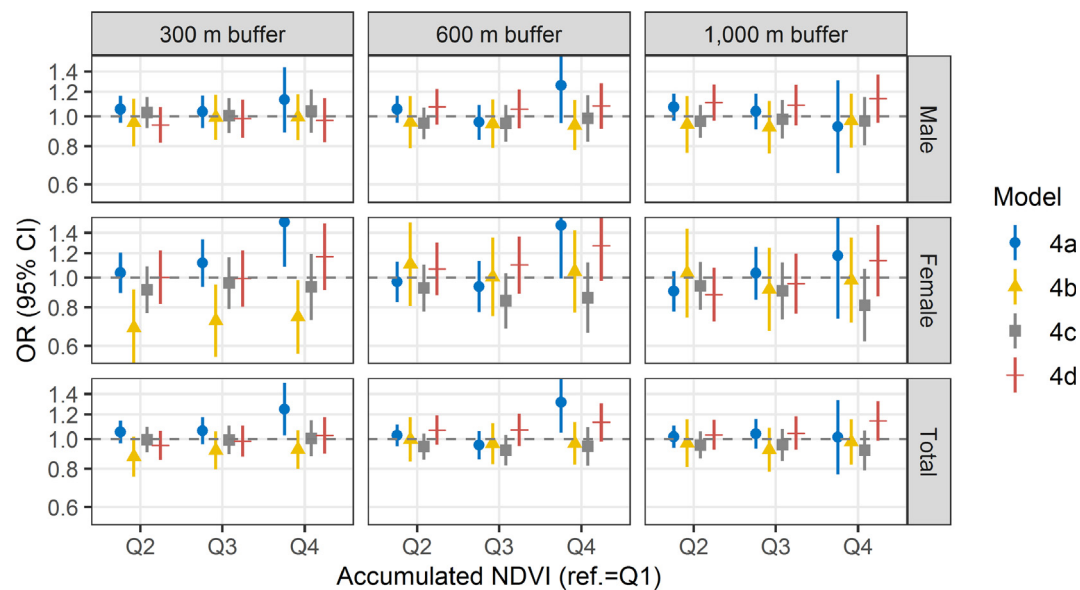 300 m buffer
600 m buffer
1,000 m buffer
1.4
1.2
1.0
0.8
0.6
Male
1.4
1.2
1.0
0.8
0.6
Female
1.4
1.2
1.0
0.8
0.6
Total
OR (95% CI)
Q2 Q3 Q4
Q2 Q3 Q4
Q2 Q3 Q4
Accumulated NDVI (ref.=Q1)
Model
4a
4b
4c
4d